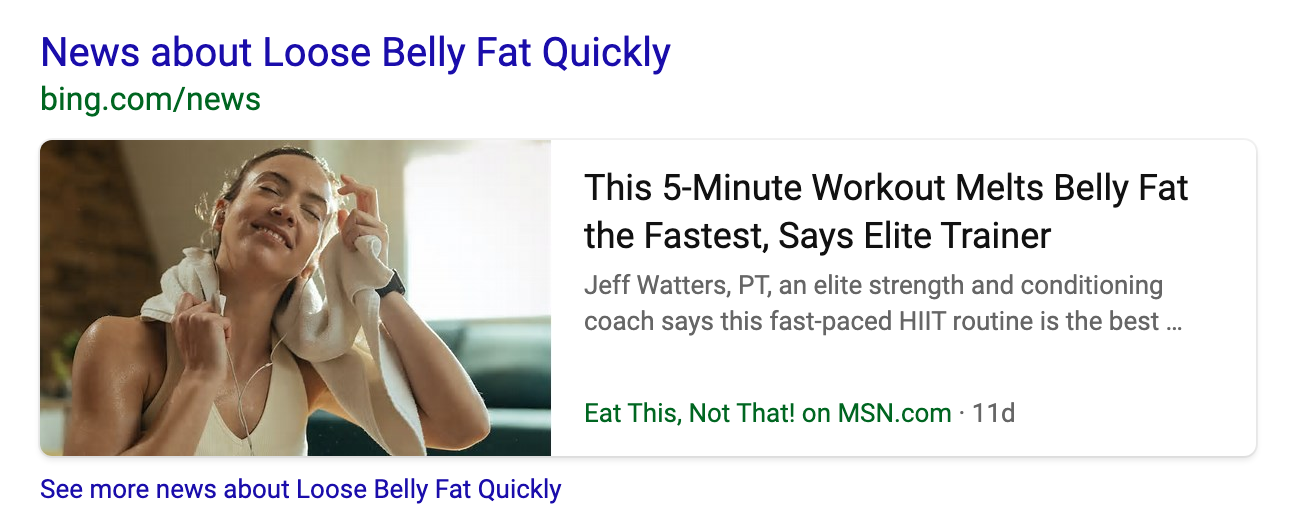 News about Loose Belly Fat Quickly
bing.com/news
This 5-Minute Workout Melts Belly Fat
the Fastest, Says Elite Trainer
Jeff Watters, PT, an elite strength and conditioning
coach says this fast-paced HIIT routine is the best ...
Eat This, Not That! on MSN.com · 11d
See more news about Loose Belly Fat Quickly